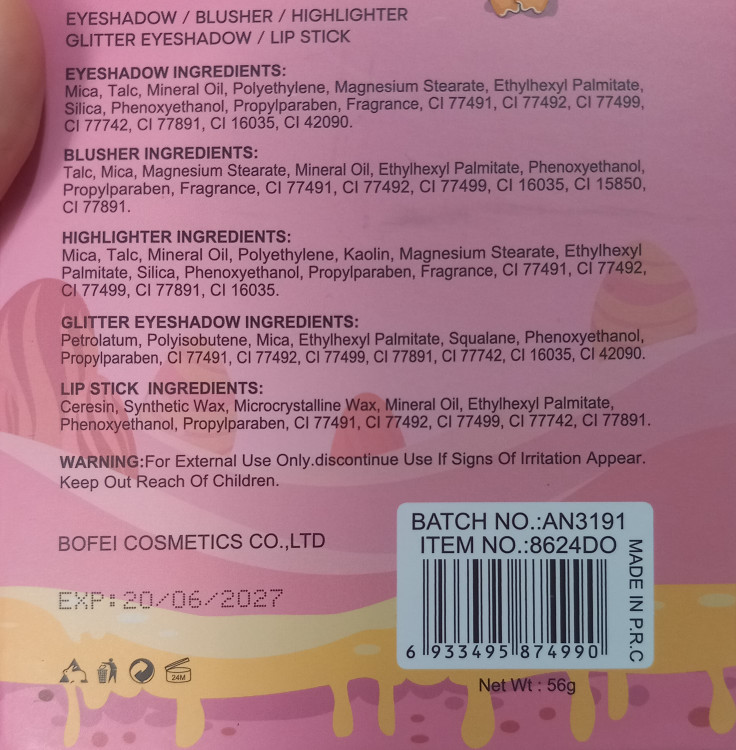 EYESHADOW / BLUSHER / HIGHLIGHTER
GLITTER EYESHADOW / LIP STICK
EYESHADOW INGREDIENTS:
Mica, Talc, Mineral Oil, Polyethylene, Magnesium Stearate, Ethylhexyl Palmitate,
Silica, Phenoxyethanol, Propylparaben, Fragrance, CI 77491, CI 77492, CI 77499,
CI 77742, CI 77891, CI 16035, CI 42090.
BLUSHER INGREDIENTS:
Talc, Mica, Magnesium Stearate, Mineral Oil, Ethylhexyl Palmitate, Phenoxyethanol,
Propylparaben, Fragrance, CI 77491, CI 77492, CI 77499, CI 16035, CI 15850,
CI 77891.
HIGHLIGHTER INGREDIENTS:
Mica, Talc, Mineral Oil, Polyethylene, Kaolin, Magnesium Stearate, Ethylhexyl
Palmitate, Silica, Phenoxyethanol, Propylparaben, Fragrance, CI 77491, CI 77492,
CI 77499, CI 77891, CI 16035.
GLITTER EYESHADOW INGREDIENTS:
Petrolatum, Polyisobutene, Mica, Ethylhexyl Palmitate, Squalane, Phenoxyethanol,
Propylparaben, CI 77491, CI 77492, CI 77499, CI 77891, CI 77742, CI 16035, CI 42090.
LIP STICK INGREDIENTS:
Ceresin, Synthetic Wax, Microcrystalline Wax, Mineral Oil, Ethylhexyl Palmitate,
Phenoxyethanol, Propylparaben, CI 77491, CI 77492, CI 77499, CI 77742, CI 77891.
WARNING:For External Use Only.discontinue Use If Signs Of Irritation Appear.
Keep Out Reach Of Children.
BOFEI COSMETICS CO.,LTD
EXP:20/06/2027
24M
BATCH NO.:AN3191
ITEM NO.:8624DO
MADE IN P.R.C
6 933495 874990
Net Wt : 56g